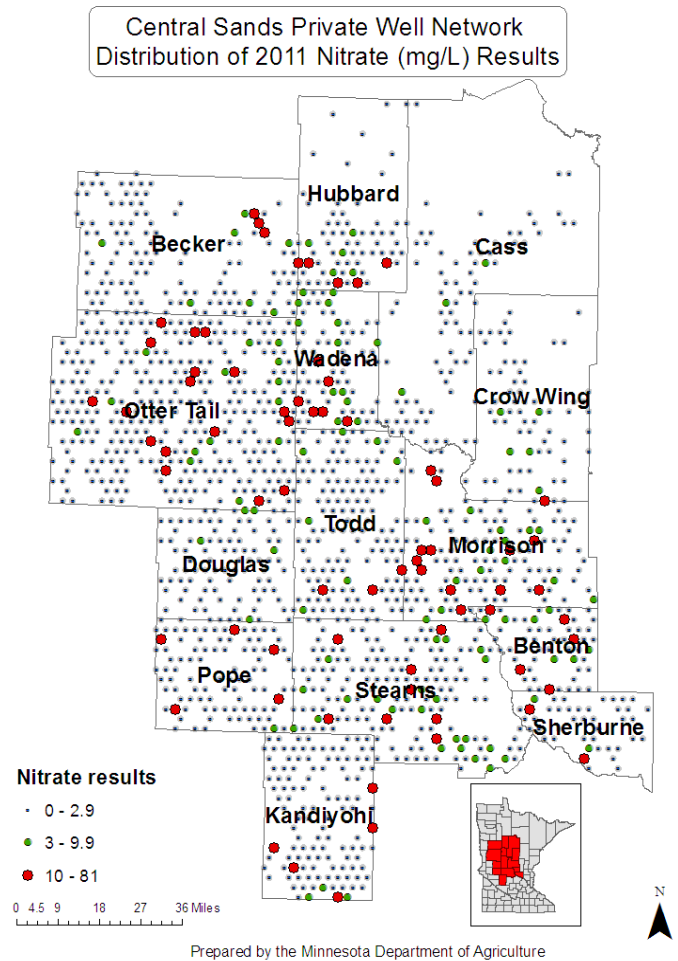 Central Sands Private Well Network
Distribution of 2011 Nitrate (mg/L) Results
Hubbard
Becker
Cass
Wadena
Crow Wing
Otter Tail
Todd
Morrison
Douglas
Benton
Pope
Stearns
Sherburne
Nitrate results
0 - 2.9
Kandiyohi
3 - 9.9
10 - 81
N
0 4.5 9 18 27 36 Miles
Prepared by the Minnesota Department of Agriculture